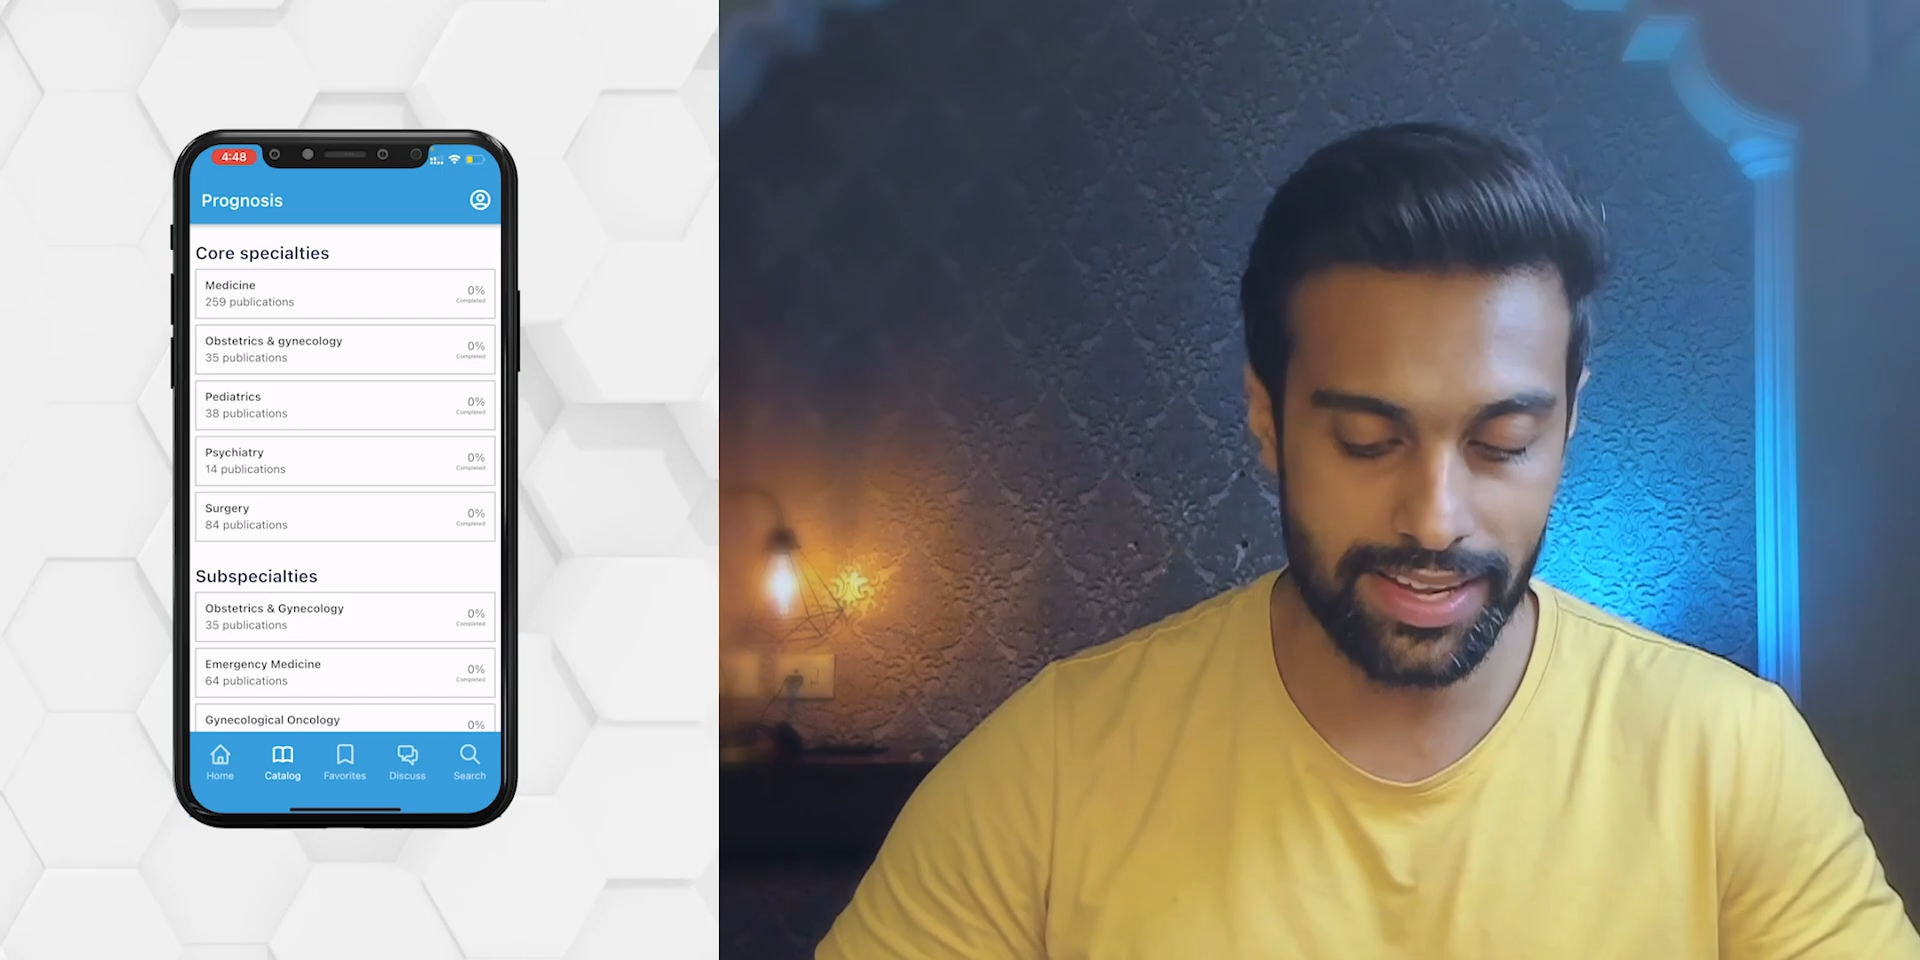 4:48
Prognosis
Core specialties
Medicine
259 publications
0%
Completed
Obstetrics & gynecology
35 publications
0%
Completed
Pediatrics
38 publications
0%
Completed
Psychiatry
14 publications
0%
Completed
Surgery
84 publications
0%
Completed
Subspecialties
Obstetrics & Gynecology
35 publications
0%
Completed
Emergency Medicine
64 publications
0%
Completed
Gynecological Oncology
0%
Home
Catalog
Favorites
Discuss
Search